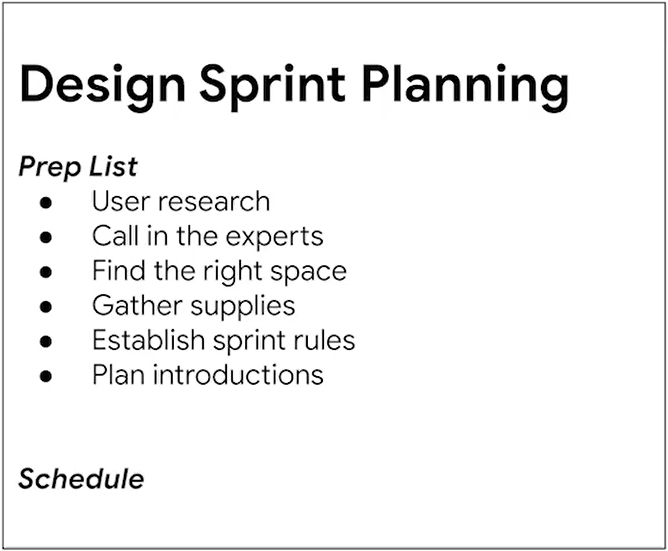 Design Sprint Planning
Prep List
● User research
● Call in the experts
● Find the right space
● Gather supplies
● Establish sprint rules
● Plan introductions
Schedule